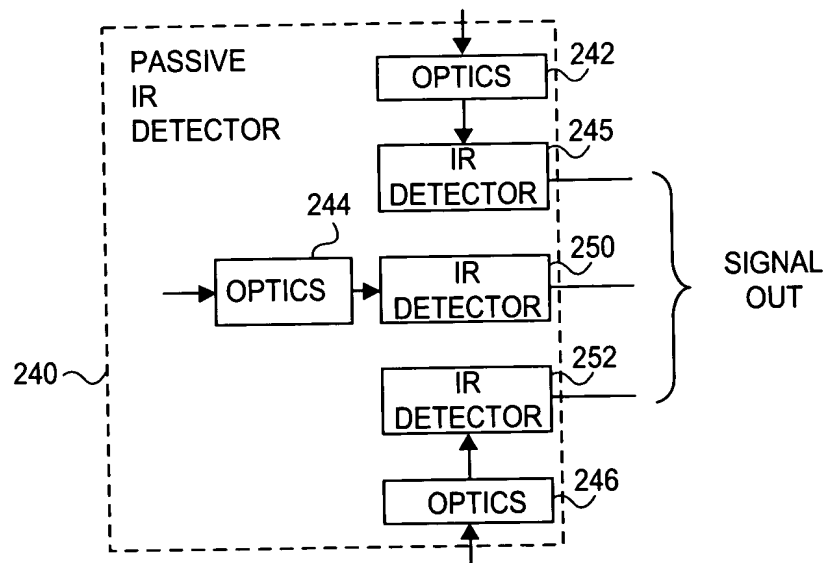 PASSIVE
IR
DETECTOR
OPTICS
242
245
IR
DETECTOR
244
OPTICS
250
IR
DETECTOR
SIGNAL
OUT
240
252
IR
DETECTOR
246
OPTICS